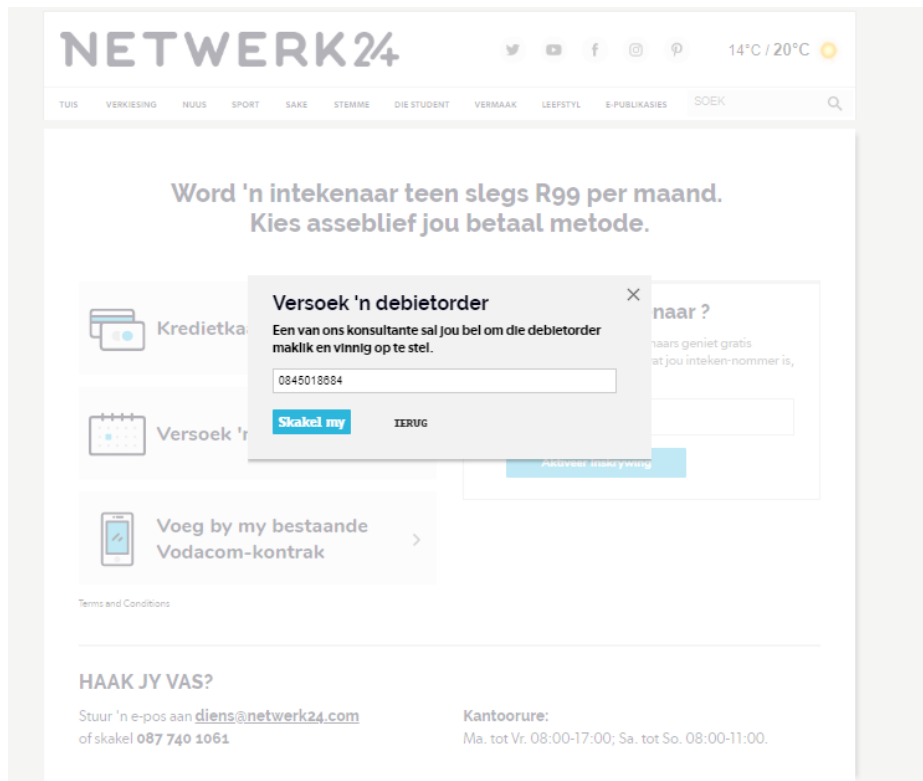 NETWERK24
14°C / 20°C
TUIS VERKIESING NUUS SPORT SAKE STEMME DIE STUDENT VERMAAK LEEFSTYL E-PUBLIKASIES SOEK
Word 'n intekenaar teen slegs R99 per maand.
Kies asseblief jou betaal metode.
Versoek 'n debietorder
Een van ons konsultante sal jou bel om die debietorder
maklik en vinnig op te stel.
0845018684
Skakel my TERUG
Versoek 'n
Voeg by my bestaande
Vodacom-kontrak
naar ?
geniet gratis
jou inteken-nommer is,
Aktiveer inskrywing
Terms and Conditions
HAAK JY VAS?
Stuur 'n e-pos aan diens@netwerk24.com
of skakel 087 740 1061
Kantoorure:
Ma. tot Vr. 08:00-17:00; Sa. tot So. 08:00-11:00.